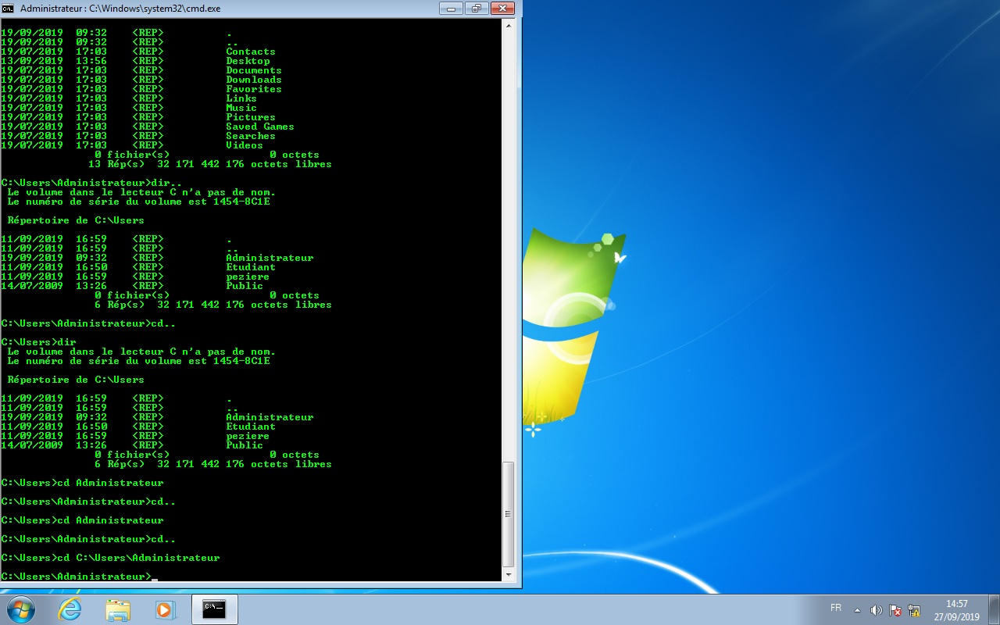 Administrateur : C:\Windows\system32\cmd.exe
19/09/2019  09:32    <REP>          .
19/09/2019  09:32    <REP>          ..
19/07/2019  17:03    <REP>          Contacts
13/09/2019  13:56    <REP>          Desktop
19/07/2019  17:03    <REP>          Documents
19/07/2019  17:03    <REP>          Downloads
19/07/2019  17:03    <REP>          Favorites
19/07/2019  17:03    <REP>          Links
19/07/2019  17:03    <REP>          Music
19/07/2019  17:03    <REP>          Pictures
19/07/2019  17:03    <REP>          Saved Games
19/07/2019  17:03    <REP>          Searches
19/07/2019  17:03    <REP>          Videos
               0 fichier(s)                0 octets
              13 Rép(s)  32 171 442 176 octets libres
C:\Users\Administrateur>dir..
 Le volume dans le lecteur C n'a pas de nom.
 Le numéro de série du volume est 1454-8C1E
 Répertoire de C:\Users
11/09/2019  16:59    <REP>          .
11/09/2019  16:59    <REP>          ..
19/09/2019  09:32    <REP>          Administrateur
11/09/2019  16:50    <REP>          Etudiant
11/09/2019  16:59    <REP>          peziere
14/07/2009  13:26    <REP>          Public
               0 fichier(s)                0 octets
               6 Rép(s)  32 171 442 176 octets libres
C:\Users\Administrateur>cd..
C:\Users>dir
 Le volume dans le lecteur C n'a pas de nom.
 Le numéro de série du volume est 1454-8C1E
 Répertoire de C:\Users
11/09/2019  16:59    <REP>          .
11/09/2019  16:59    <REP>          ..
19/09/2019  09:32    <REP>          Administrateur
11/09/2019  16:50    <REP>          Etudiant
11/09/2019  16:59    <REP>          peziere
14/07/2009  13:26    <REP>          Public
               0 fichier(s)                0 octets
               6 Rép(s)  32 171 442 176 octets libres
C:\Users>cd Administrateur
C:\Users\Administrateur>cd..
C:\Users>cd Administrateur
C:\Users\Administrateur>cd..
C:\Users>cd C:\Users\Administrateur
C:\Users\Administrateur>_
FR
14:57
27/09/2019